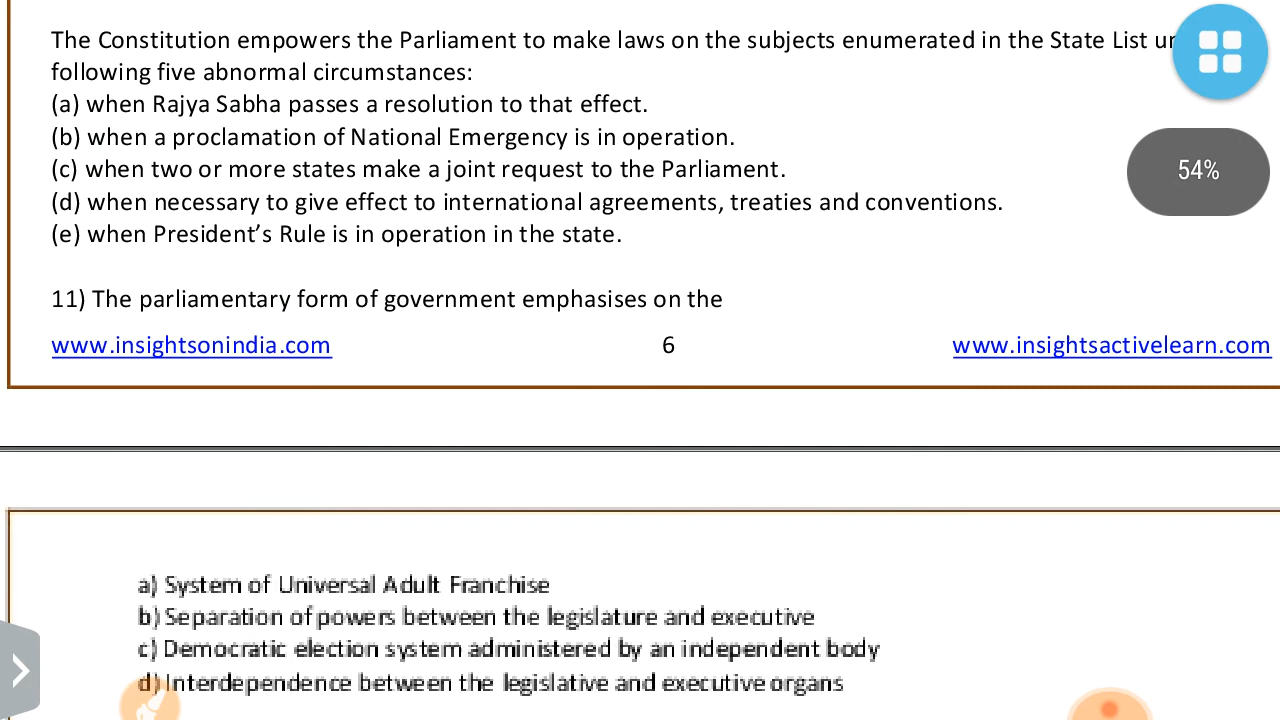 The Constitution empowers the Parliament to make laws on the subjects enumerated in the State List
following five abnormal circumstances:
(a) when Rajya Sabha passes a resolution to that effect.
(b) when a proclamation of National Emergency is in operation.
(c) when two or more states make a joint request to the Parliament.
54%
(d) when necessary to give effect to international agreements, treaties and conventions.
(e) when President’s Rule is in operation in the state.
11) The parliamentary form of government emphasises on the
www.insightsonindia.com 6 www.insightsactivelearn.com
a) System of Universal Adult Franchise
b) Separation of powers between the legislature and executive
c) Democratic election system administered by an independent body
d) Interdependence between the legislative and executive organs